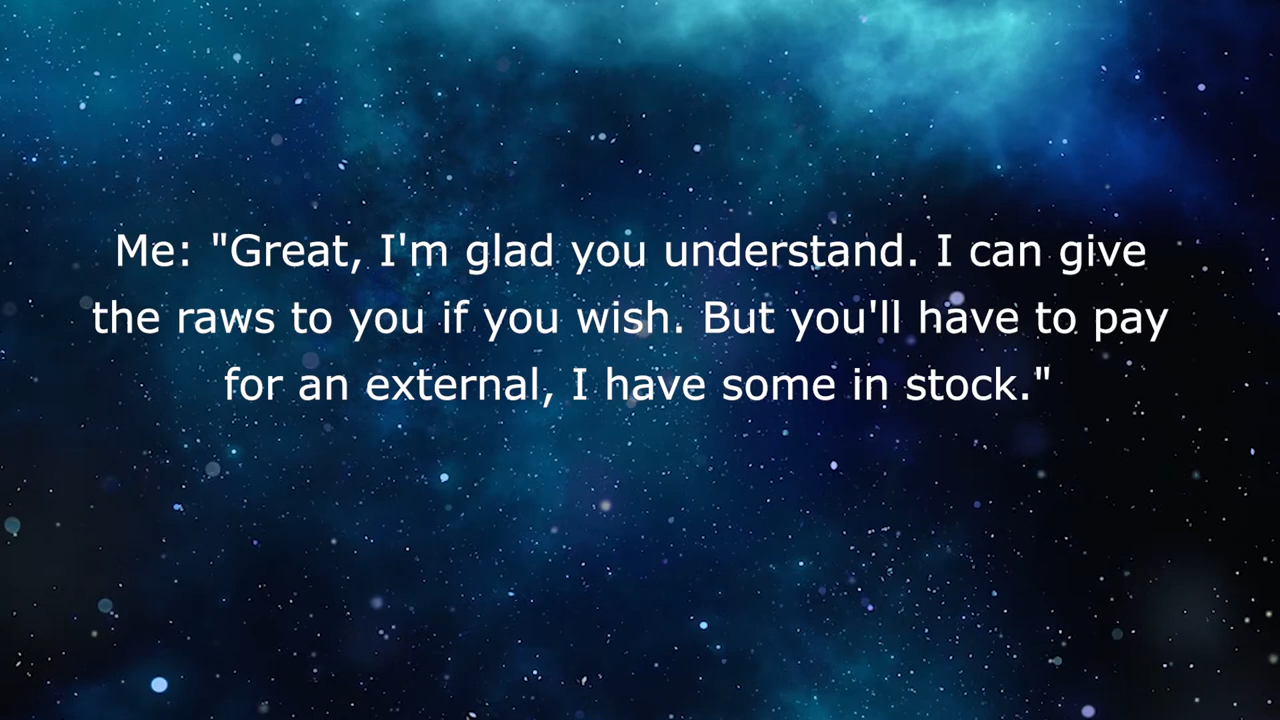 Me: "Great, I'm glad you understand. I can give
the raws to you if you wish. But you'll have to pay
for an external, I have some in stock."